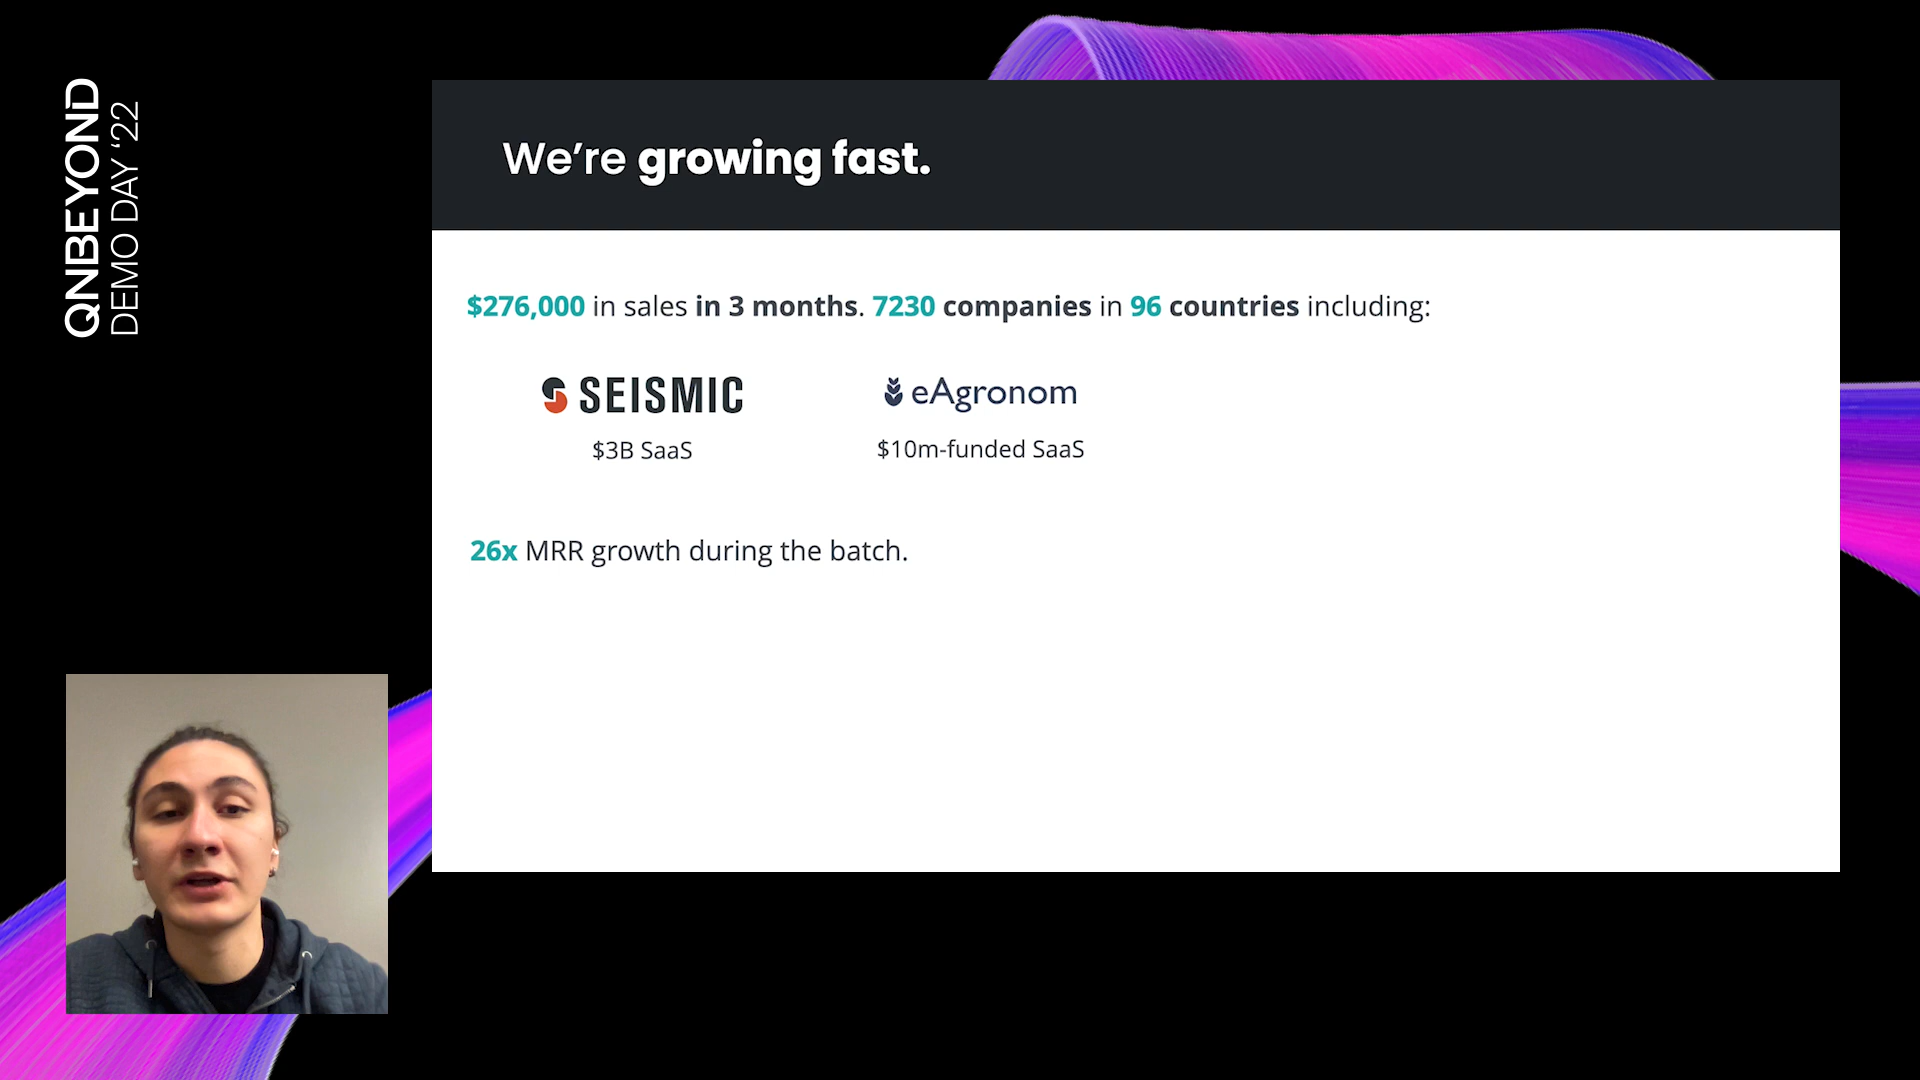 QNBEYOND
DEMO DAY ‘22
We’re growing fast.
$276,000 in sales in 3 months. 7230 companies in 96 countries including:
SEISMIC
eAgronom
$3B SaaS
$10m-funded SaaS
26x MRR growth during the batch.